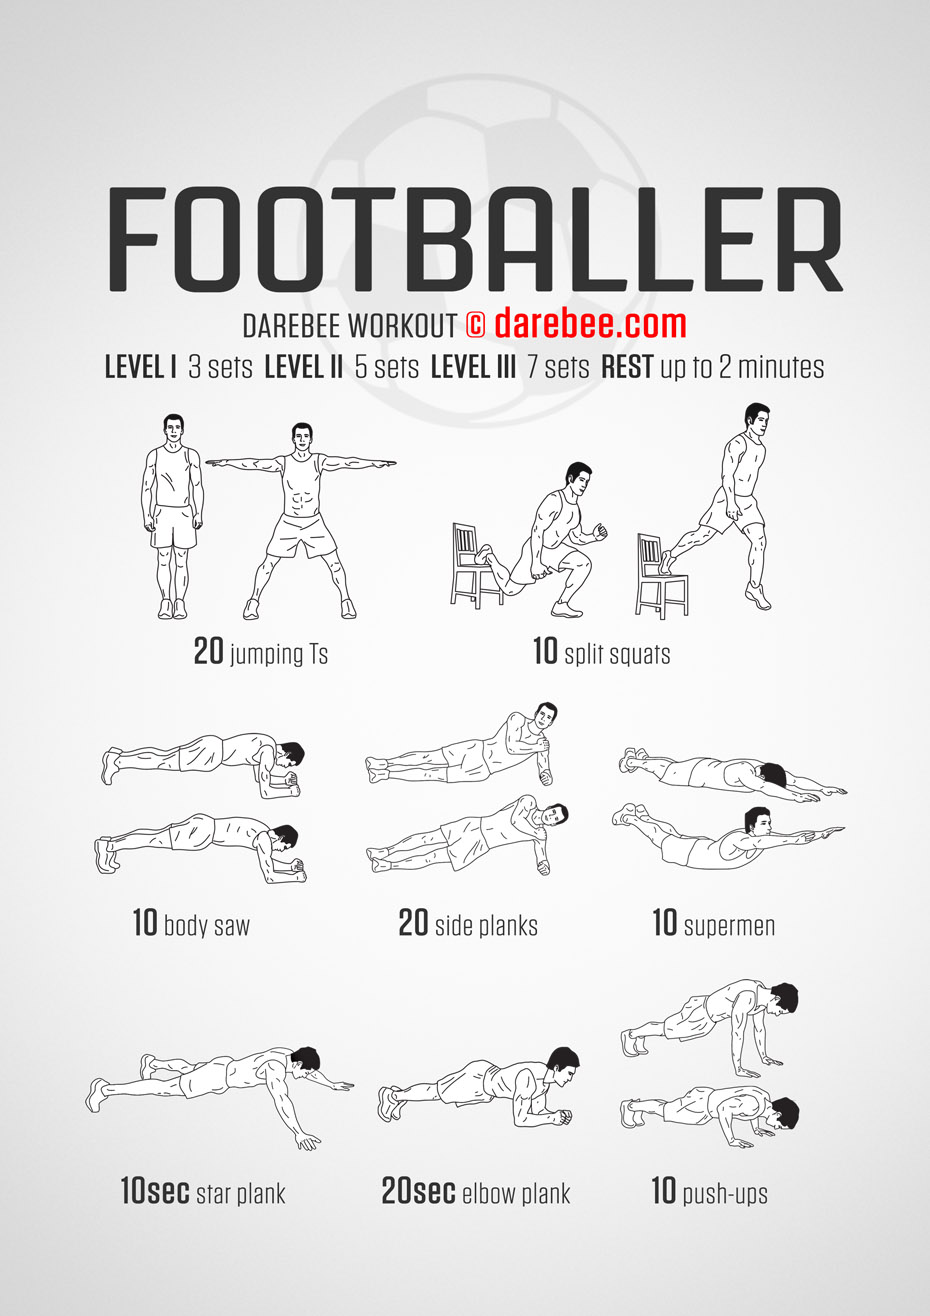 FOOTBALLER
DAREBEE WORKOUT © darebee.com
LEVEL I 3 sets LEVEL II 5 sets LEVEL III 7 sets REST up to 2 minutes
20 jumping Ts
10 split squats
10 body saw
20 side planks
10 supermen
10sec star plank
20sec elbow plank
10 push-ups